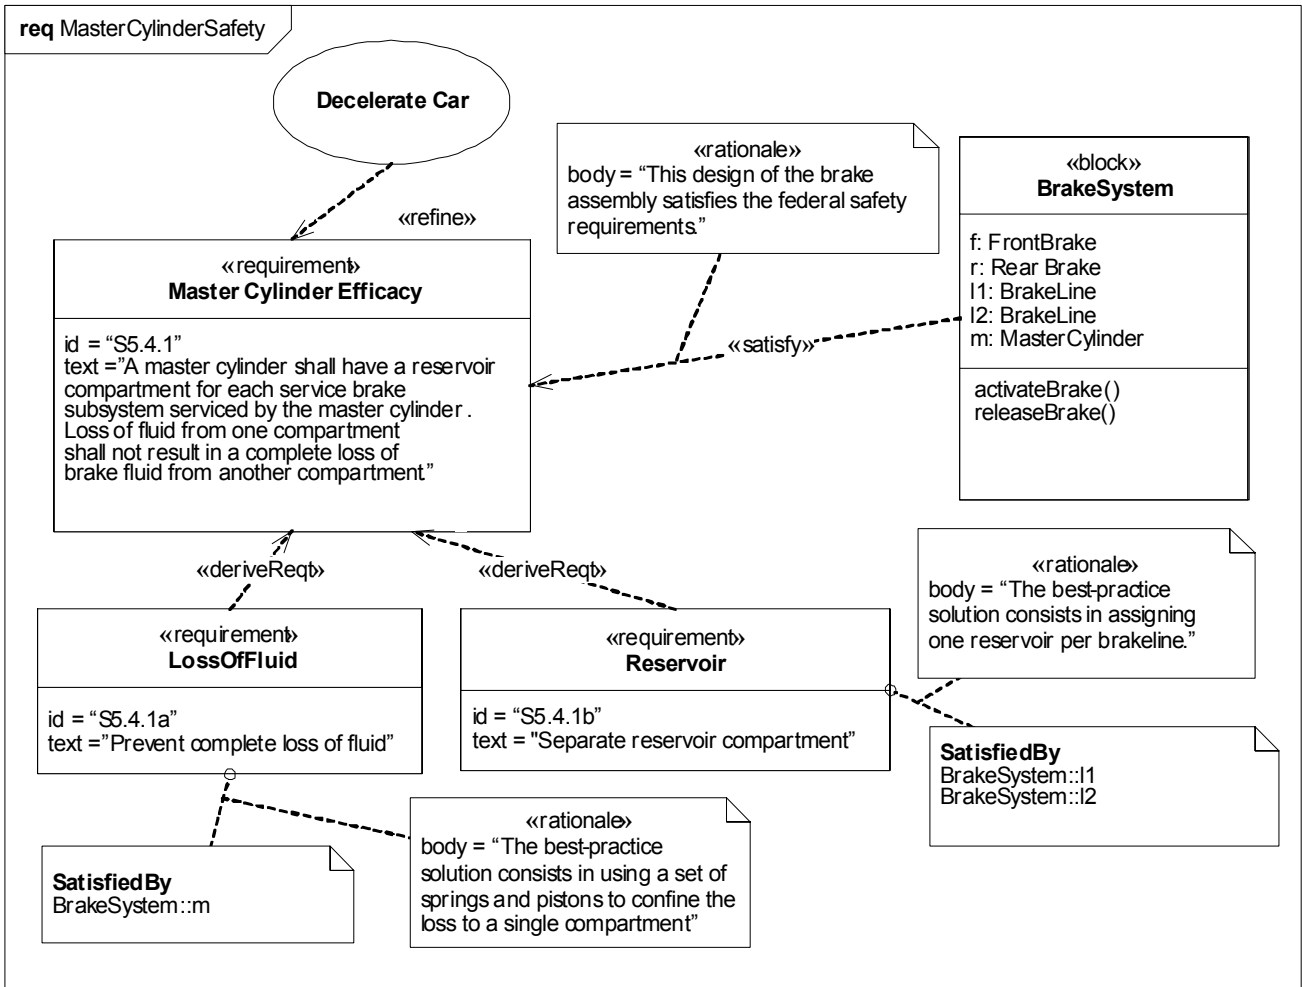 req MasterCylinderSafety
Decelerate Car
«refine»
«rationale»
body = “This design of the brake
assembly satisfies the federal safety
requirements.”
«block»
BrakeSystem
f: FrontBrake
r: Rear Brake
l1: BrakeLine
l2: BrakeLine
m: MasterCylinder
activateBrake()
releaseBrake()
«satisfy»
«requirement»
Master Cylinder Efficacy
id = “S5.4.1”
text =”A master cylinder shall have a reservoir
compartment for each service brake
subsystem serviced by the master cylinder .
Loss of fluid from one compartment
shall not result in a complete loss of
brake fluid from another compartment.”
«deriveReqt»
«deriveReqt»
«requirement»
LossOfFluid
id = “S5.4.1a”
text =”Prevent complete loss of fluid”
«requirement»
Reservoir
id = “S5.4.1b”
text = "Separate reservoir compartment”
«rationale»
body = “The best-practice
solution consists in assigning
one reservoir per brakeline.”
SatisfiedBy
BrakeSystem::l1
BrakeSystem::l2
SatisfiedBy
BrakeSystem::m
«rationale»
body = “The best-practice
solution consists in using a set of
springs and pistons to confine the
loss to a single compartment”